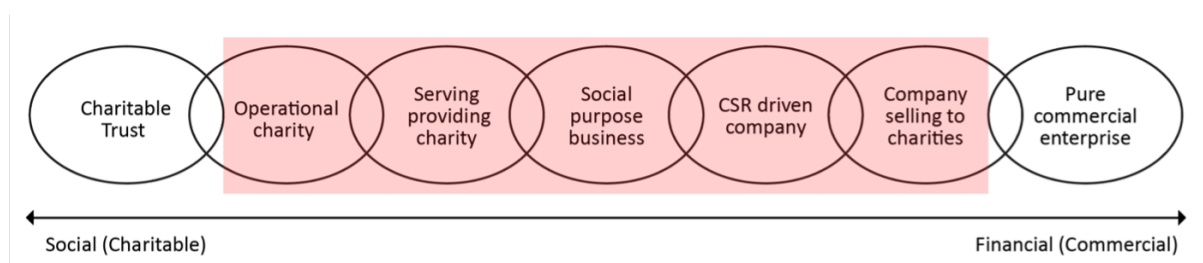 Charitable
Trust
Operational
charity
Serving
providing
charity
Social
purpose
business
CSR driven
company
Company
selling to
charities
Pure
commercial
enterprise
Social (Charitable)
Financial (Commercial)